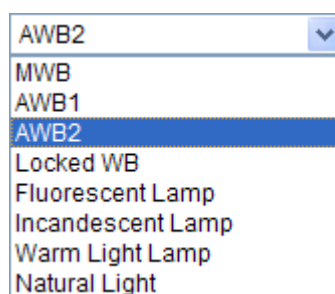 AWB2
MWB
AWB1
AWB2
Locked WB
Fluorescent Lamp
Incandescent Lamp
Warm Light Lamp
Natural Light